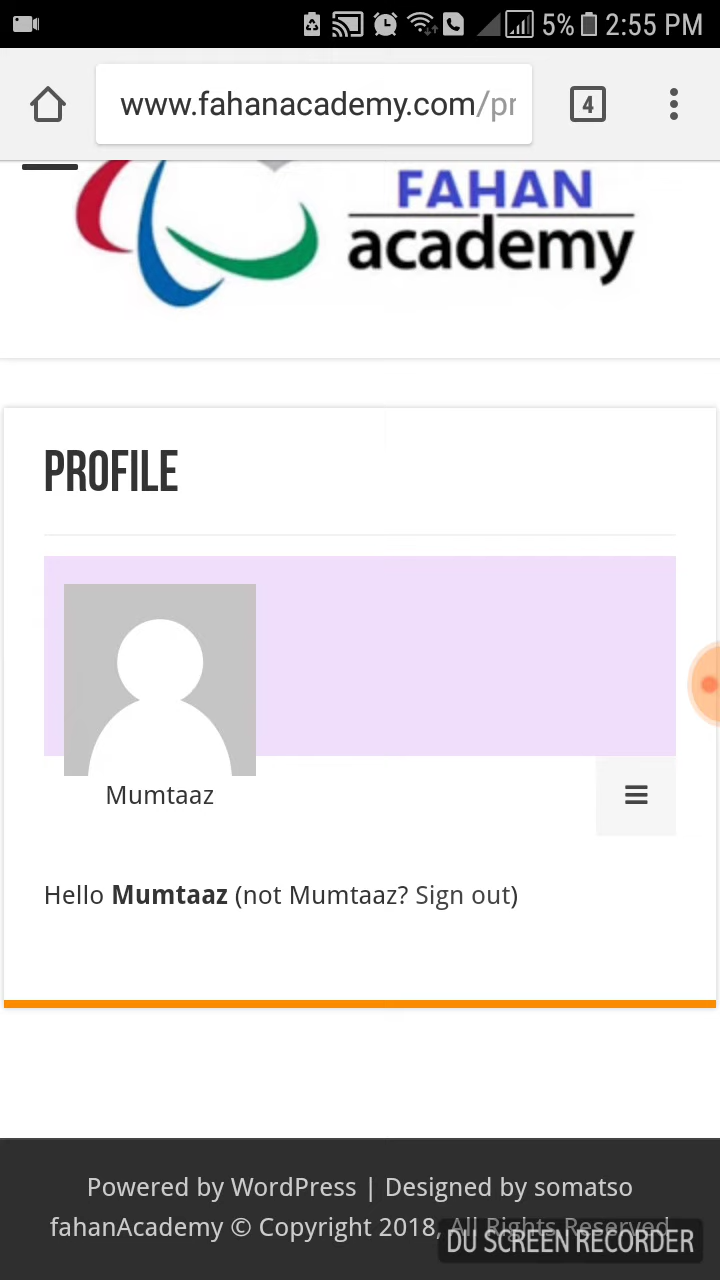 5% 2:55 PM
www.fahanacademy.com/pr
4
FAHAN
academy
PROFILE
Mumtaaz
Hello Mumtaaz (not Mumtaaz? Sign out)
Powered by WordPress | Designed by somatso
fahanAcademy © Copyright 2018, All Rights Reserved
DU SCREEN RECORDER